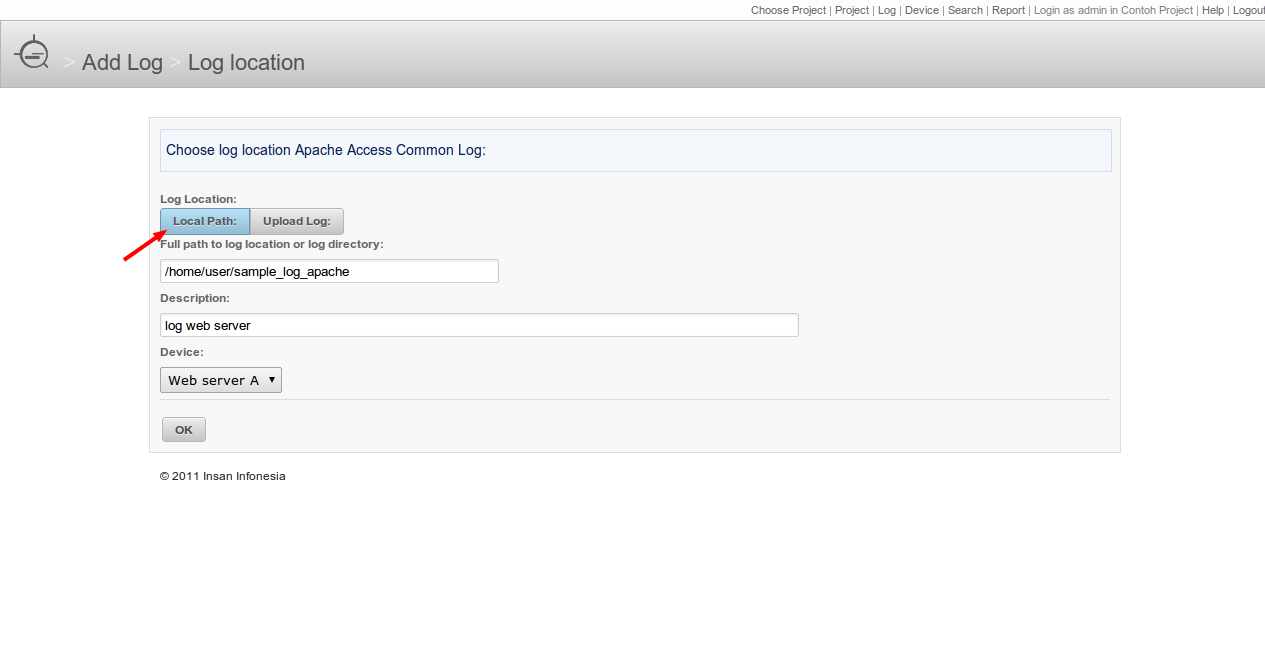 Choose Project | Project | Log | Device | Search | Report | Login as admin in Contoh Project | Help | Logout
> Add Log > Log location
Choose log location Apache Access Common Log:
Log Location:
Local Path: Upload Log:
Full path to log location or log directory:
/home/user/sample_log_apache
Description:
log web server
Device:
Web server A
OK
© 2011 Insan Infonesia